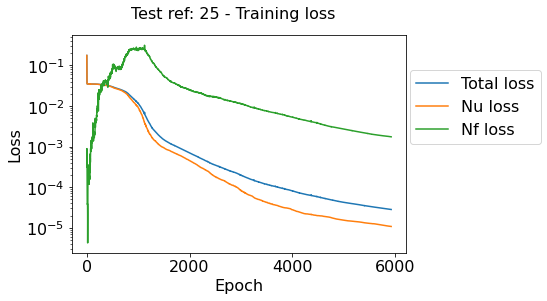 Test ref: 25 - Training loss
Loss
10⁻¹
10⁻²
10⁻³
10⁻⁴
10⁻⁵
0 2000 4000 6000
Epoch
Total loss
Nu loss
Nf loss